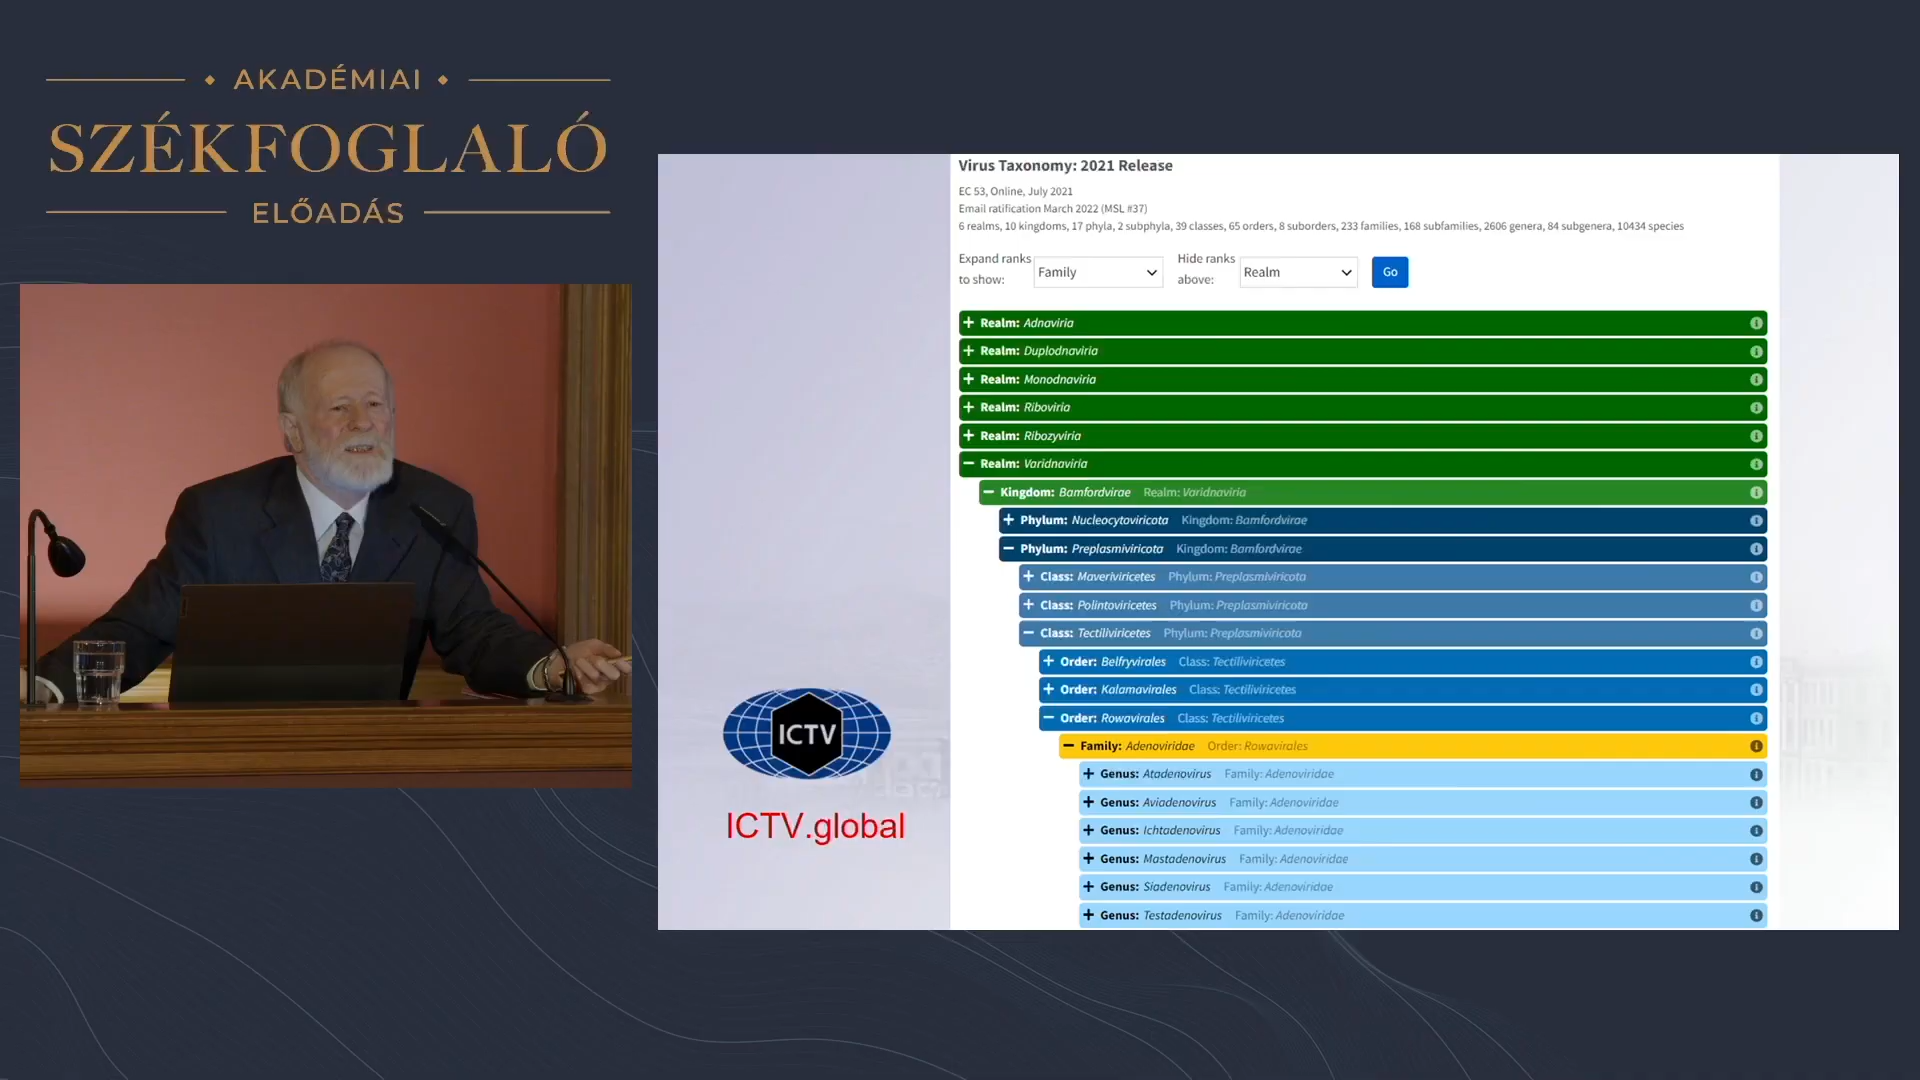 AKADÉMIAI
SZÉKFOGLALÓ
ELŐADÁS
Virus Taxonomy: 2021 Release
EC 53, Online, July 2021
Email ratification March 2022 (MSL #37)
6 realms, 10 kingdoms, 17 phyla, 2 subphyla, 39 classes, 65 orders, 8 suborders, 233 families, 168 subfamilies, 2606 genera, 84 subgenera, 10434 species
Expand ranks to show: Family Hide ranks above: Realm Go
+ Realm: Adnaviria
+ Realm: Duplodnaviria
+ Realm: Monodnaviria
+ Realm: Riboviria
+ Realm: Ribozyviria
− Realm: Varidnaviria
− Kingdom: Bamfordvirae Realm: Varidnaviria
+ Phylum: Nucleocytoviricota Kingdom: Bamfordvirae
− Phylum: Preplasmiviricota Kingdom: Bamfordvirae
+ Class: Maveriviricetes Phylum: Preplasmiviricota
+ Class: Polintoviricetes Phylum: Preplasmiviricota
− Class: Tectiliviricetes Phylum: Preplasmiviricota
+ Order: Belfryvirales Class: Tectiliviricetes
+ Order: Kalamavirales Class: Tectiliviricetes
− Order: Rowavirales Class: Tectiliviricetes
− Family: Adenoviridae Order: Rowavirales
+ Genus: Atadenovirus Family: Adenoviridae
+ Genus: Aviadenovirus Family: Adenoviridae
+ Genus: Ichtadenovirus Family: Adenoviridae
+ Genus: Mastadenovirus Family: Adenoviridae
+ Genus: Siadenovirus Family: Adenoviridae
+ Genus: Testadenovirus Family: Adenoviridae
ICTV
ICTV.global